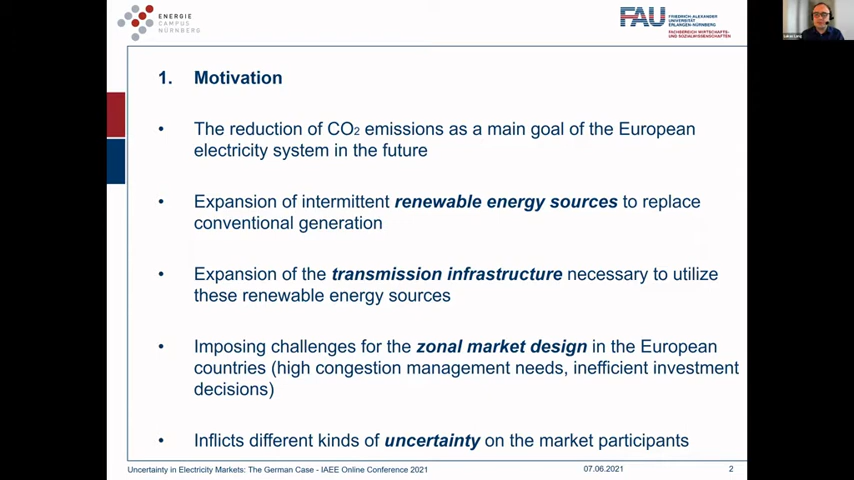 ENERGIE
CAMPUS
NÜRNBERG
FAU
FRIEDRICH-ALEXANDER
UNIVERSITÄT
ERLANGEN-NÜRNBERG
FACHBEREICH WIRTSCHAFTS-
UND SOZIALWISSENSCHAFTEN
Lukas Lang
1. Motivation
• The reduction of CO₂ emissions as a main goal of the European
electricity system in the future
• Expansion of intermittent renewable energy sources to replace
conventional generation
• Expansion of the transmission infrastructure necessary to utilize
these renewable energy sources
• Imposing challenges for the zonal market design in the European
countries (high congestion management needs, inefficient investment
decisions)
• Inflicts different kinds of uncertainty on the market participants
Uncertainty in Electricity Markets: The German Case - IAEE Online Conference 2021
07.06.2021
2